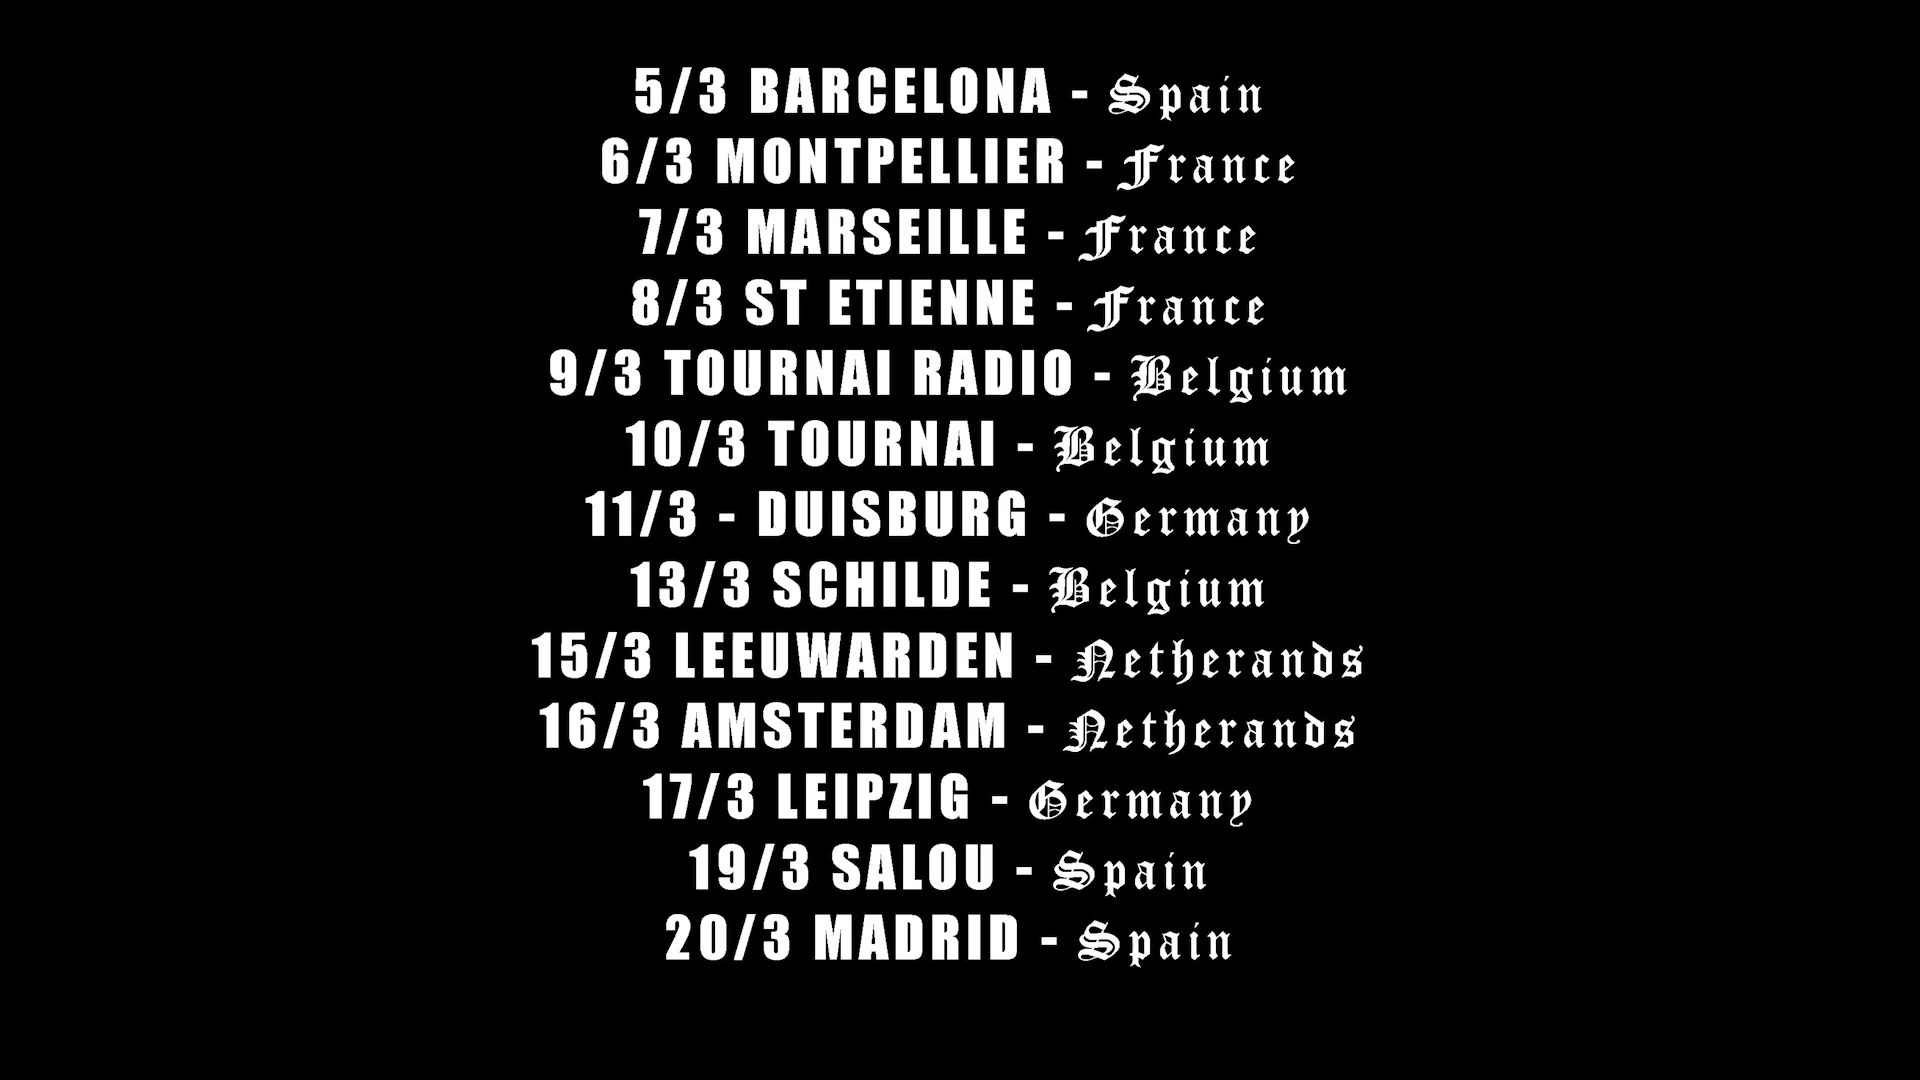 5/3 BARCELONA - Spain
6/3 MONTPELLIER - France
7/3 MARSEILLE - France
8/3 ST ETIENNE - France
9/3 TOURNAI RADIO - Belgium
10/3 TOURNAI - Belgium
11/3 - DUISBURG - Germany
13/3 SCHILDE - Belgium
15/3 LEEUWARDEN - Netherands
16/3 AMSTERDAM - Netherands
17/3 LEIPZIG - Germany
19/3 SALOU - Spain
20/3 MADRID - Spain